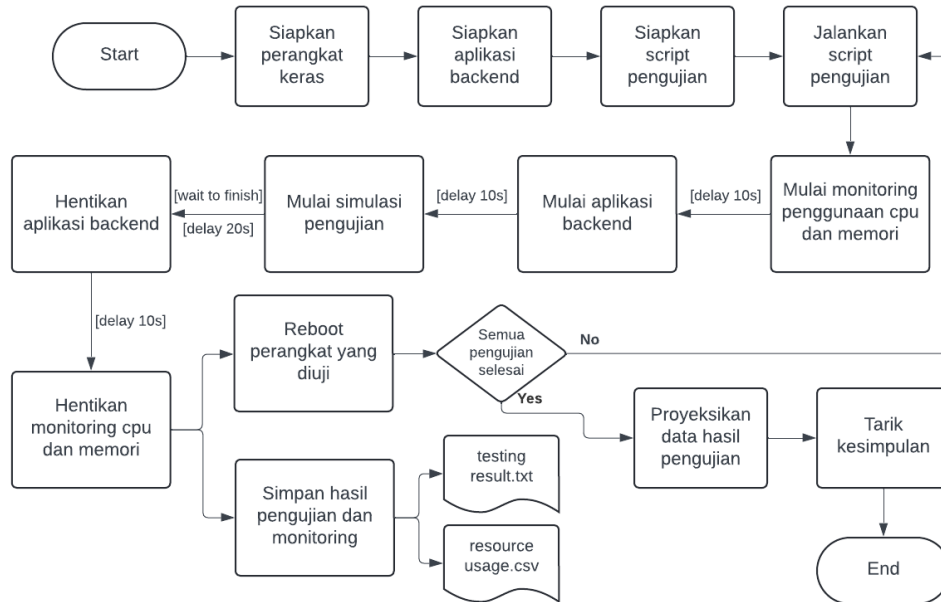 Start
Siapkan
perangkat
keras
Siapkan
aplikasi
backend
Siapkan
script
pengujian
Jalankan
script
pengujian
Mulai monitoring
penggunaan cpu
dan memori
[delay 10s]
Mulai aplikasi
backend
[delay 10s]
Mulai simulasi
pengujian
[wait to finish]
[delay 20s]
Hentikan
aplikasi backend
[delay 10s]
Hentikan
monitoring cpu
dan memori
Reboot
perangkat yang
diuji
Semua
pengujian
selesai
No
Yes
Simpan hasil
pengujian dan
monitoring
testing
result.txt
resource
usage.csv
Proyeksikan
data hasil
pengujian
Tarik
kesimpulan
End